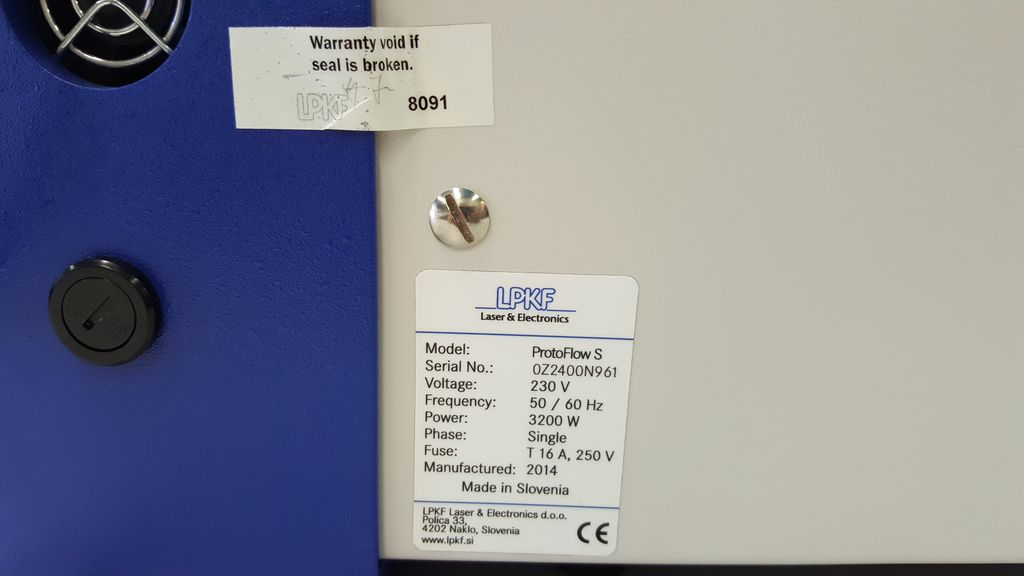 Warranty void if
seal is broken.
LPKF
8091
LPKF
Laser & Electronics
Model: ProtoFlow S
Serial No.: 0Z2400N961
Voltage: 230 V
Frequency: 50 / 60 Hz
Power: 3200 W
Phase: Single
Fuse: T 16 A, 250 V
Manufactured: 2014
Made in Slovenia
LPKF Laser & Electronics d.o.o.
Polica 33,
4202 Naklo, Slovenia
www.lpkf.si
CE